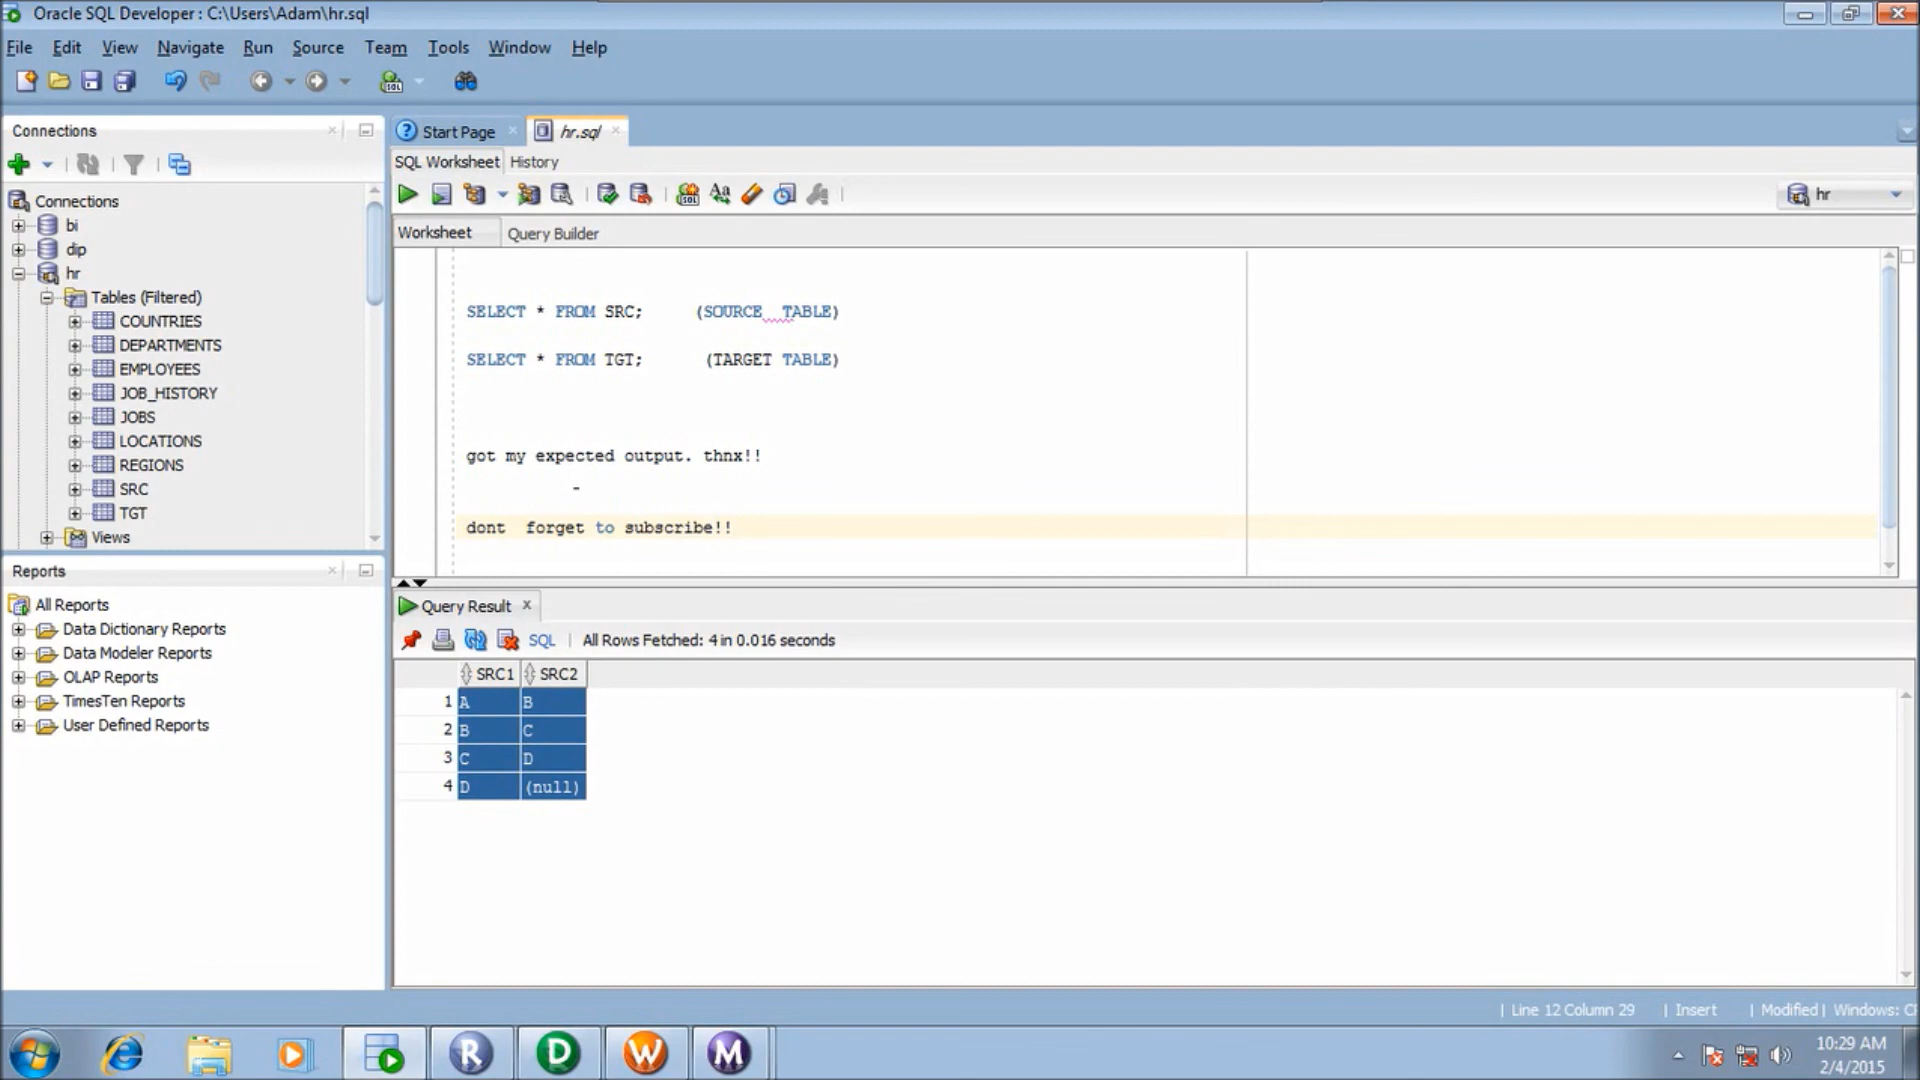 Oracle SQL Developer : C:\Users\Adam\hr.sql
File Edit View Navigate Run Source Team Tools Window Help
Connections
Connections
bi
dip
hr
Tables (Filtered)
COUNTRIES
DEPARTMENTS
EMPLOYEES
JOB_HISTORY
JOBS
LOCATIONS
REGIONS
SRC
TGT
Views
Reports
All Reports
Data Dictionary Reports
Data Modeler Reports
OLAP Reports
TimesTen Reports
User Defined Reports
Start Page hr.sql
SQL Worksheet History
hr
Worksheet Query Builder
SELECT * FROM SRC; (SOURCE TABLE)
SELECT * FROM TGT; (TARGET TABLE)
got my expected output. thnx!!
-
dont forget to subscribe!!
Query Result
SQL | All Rows Fetched: 4 in 0.016 seconds
SRC1 SRC2
1 A B
2 B C
3 C D
4 D (null)
| Line 12 Column 29 | Insert | Modified | Windows: C
R D W M
10:29 AM
2/4/2015